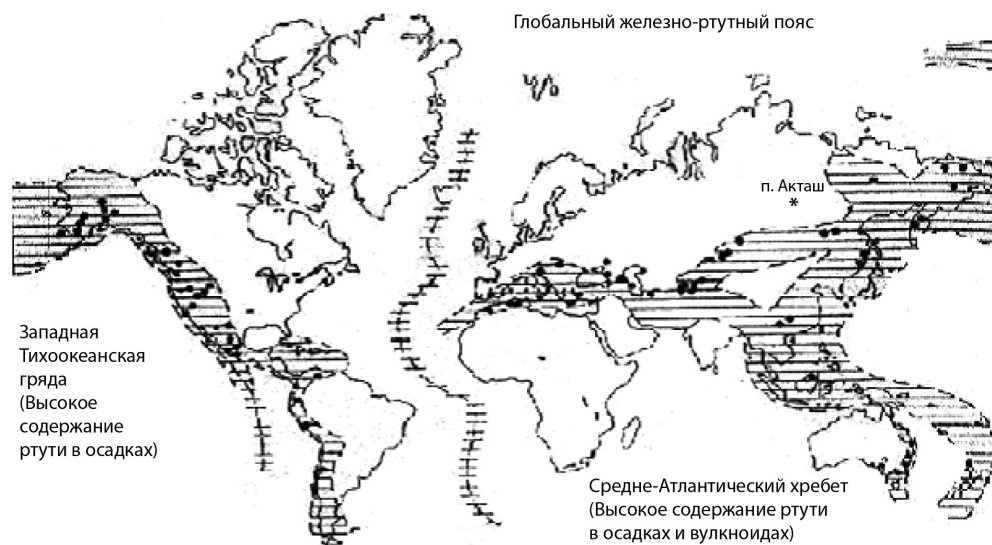 Глобальный железно-ртутный пояс
п. Акташ
*
Западная
Тихоокеанская
гряда
(Высокое
содержание
ртути в осадках)
Средне-Атлантический хребет
(Высокое содержание ртути
в осадках и вулкноидах)